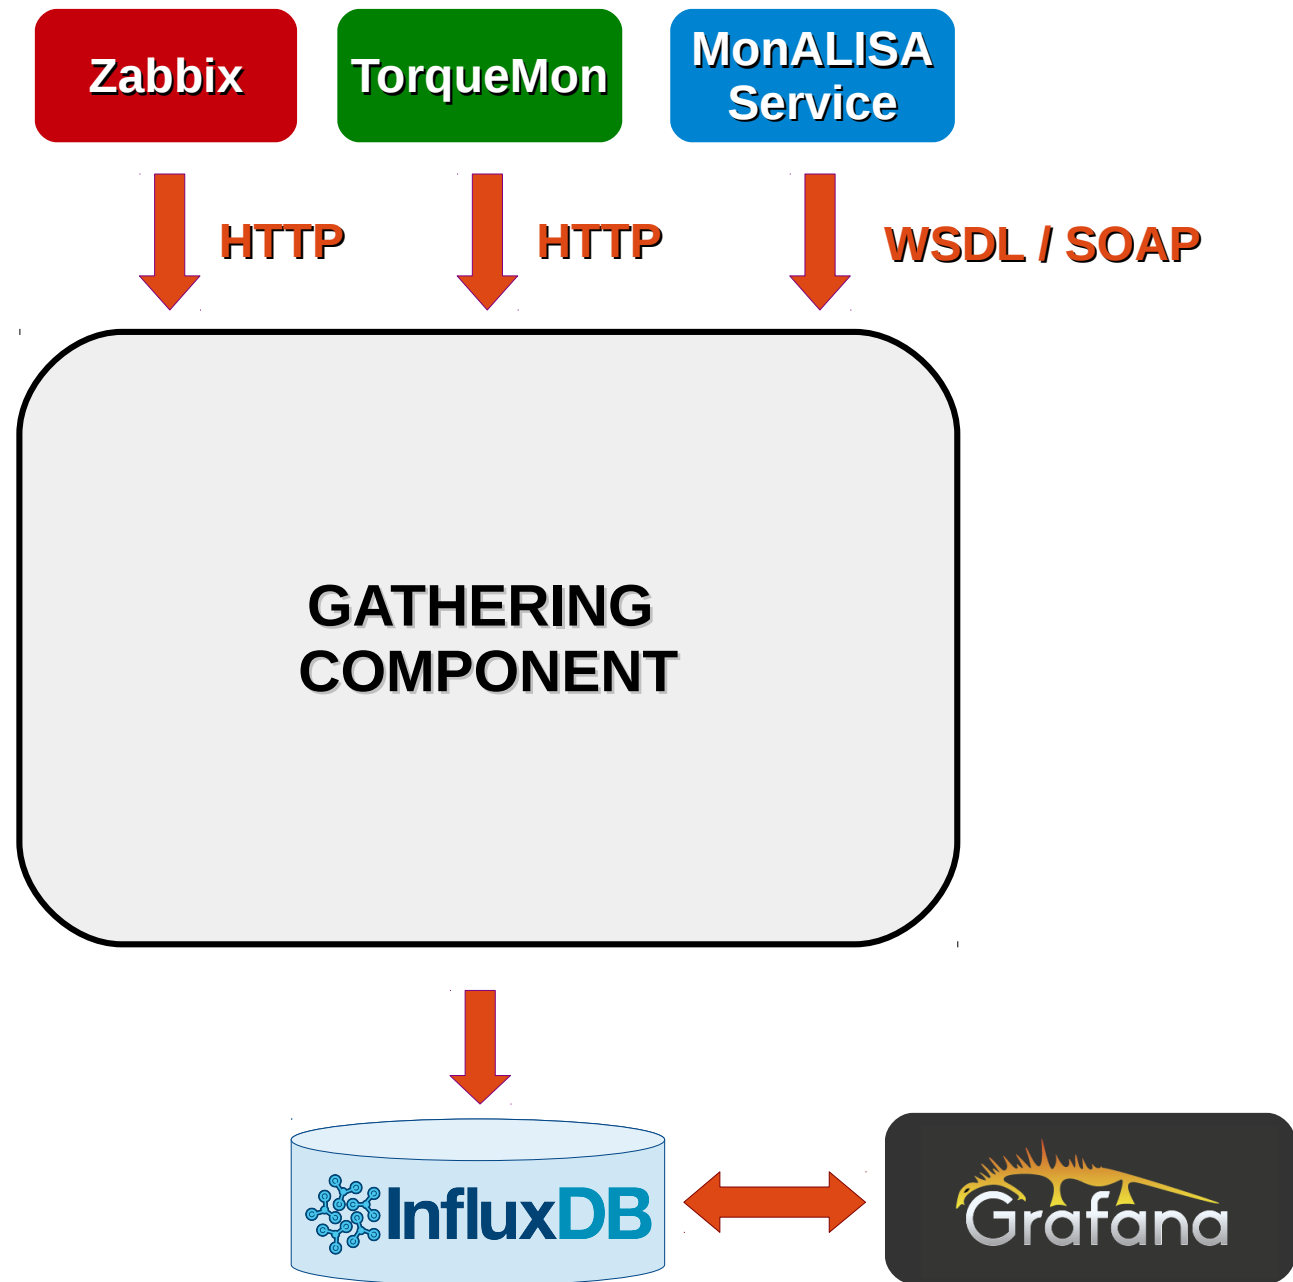 Zabbix
TorqueMon
MonALISA
Service
HTTP
HTTP
WSDL / SOAP
GATHERING
COMPONENT
InfluxDB
Grafana